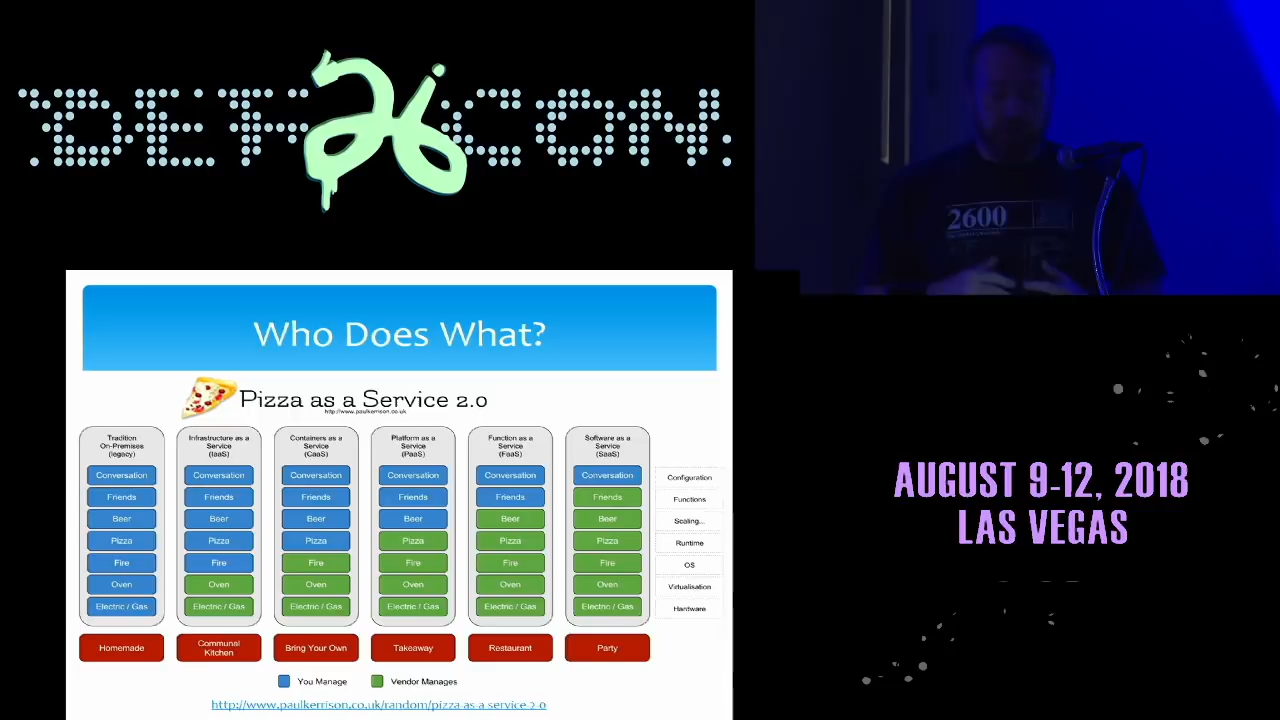 DEF 26 CON
2600
Who Does What?
Pizza as a Service 2.0
http://www.paulkerrison.co.uk
Tradition
On-Premises
(legacy)
Conversation
Friends
Beer
Pizza
Fire
Oven
Electric / Gas
Homemade
Infrastructure as a
Service
(IaaS)
Conversation
Friends
Beer
Pizza
Fire
Oven
Electric / Gas
Communal
Kitchen
Containers as a
Service
(CaaS)
Conversation
Friends
Beer
Pizza
Fire
Oven
Electric / Gas
Bring Your Own
Platform as a
Service
(PaaS)
Conversation
Friends
Beer
Pizza
Fire
Oven
Electric / Gas
Takeaway
Function as a
Service
(FaaS)
Conversation
Friends
Beer
Pizza
Fire
Oven
Electric / Gas
Restaurant
Software as a
Service
(SaaS)
Conversation
Friends
Beer
Pizza
Fire
Oven
Electric / Gas
Party
Configuration
Functions
Scaling...
Runtime
OS
Virtualisation
Hardware
You Manage
Vendor Manages
http://www.paulkerrison.co.uk/random/pizza-as-a-service-2-0
AUGUST 9-12, 2018
LAS VEGAS